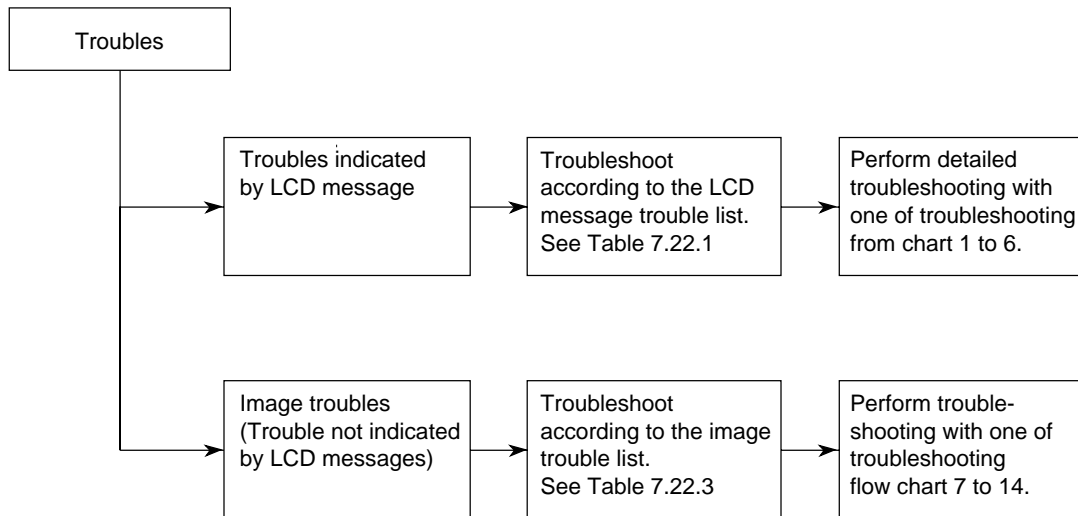 Troubles
Troubles indicated
by LCD message
Troubleshoot
according to the LCD
message trouble list.
See Table 7.22.1
Perform detailed
troubleshooting with
one of troubleshooting
from chart 1 to 6.
Image troubles
(Trouble not indicated
by LCD messages)
Troubleshoot
according to the image
trouble list.
See Table 7.22.3
Perform trouble-
shooting with one of
troubleshooting
flow chart 7 to 14.